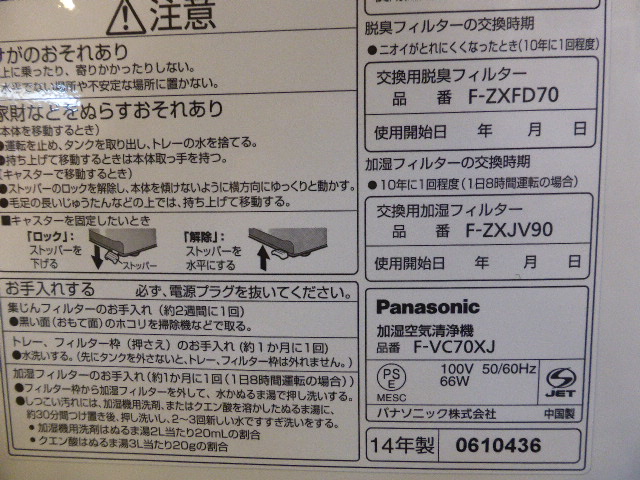 注意
けがのおそれあり
上に乗ったり、寄りかかったりしない。
水平でない場所や不安定な場所に置かない。
家財などをぬらすおそれあり
本体を移動するとき)
●運転を止め、タンクを取り出し、トレーの水を捨てる。
●持ち上げて移動するときは本体取っ手を持つ。
(キャスターで移動するとき)
●ストッパーのロックを解除し、本体を傾けないように横方向にゆっくりと動かす。
●毛足の長いじゅうたんなどの上では、持ち上げて移動する。
■キャスターを固定したいとき
「ロック」:
ストッパーを
下げる
ストッパー
「解除」:
ストッパーを
水平にする
お手入れする 必ず、電源プラグを抜いてください。
集じんフィルターのお手入れ(約2週間に1回)
●黒い面(おもて面)のホコリを掃除機などで取る。
トレー、フィルター枠(押さえ)のお手入れ(約1か月に1回)
●水洗いする。(先にタンクを外さないと、トレー、フィルター枠は外れません。)
加湿フィルターのお手入れ(約1か月に1回(1日8時間運転の場合))
●フィルター枠から加湿フィルターを外して、水かぬるま湯で押し洗いする。
●しつこい汚れには、加湿機用洗剤、またはクエン酸を溶かしたぬるま湯に、
約30分間つけ置き後、押し洗いし、2~3回新しい水ですすぎ洗いをする。
・加湿機用洗剤はぬるま湯2L当たり20mLの割合
・クエン酸はぬるま湯3L当たり20gの割合
脱臭フィルターの交換時期
●ニオイがとれにくくなったとき(10年に1回程度)
交換用脱臭フィルター
品 番 F-ZXFD70
使用開始日 年 月 日
加湿フィルターの交換時期
●10年に1回程度(1日8時間運転の場合)
交換用加湿フィルター
品 番 F-ZXJV90
使用開始日 年 月 日
Panasonic
加湿空気清浄機
品番 F-VC70XJ
PSE
MESC
100V 50/60Hz
66W
JET
パナソニック株式会社 中国製
14年製 0610436